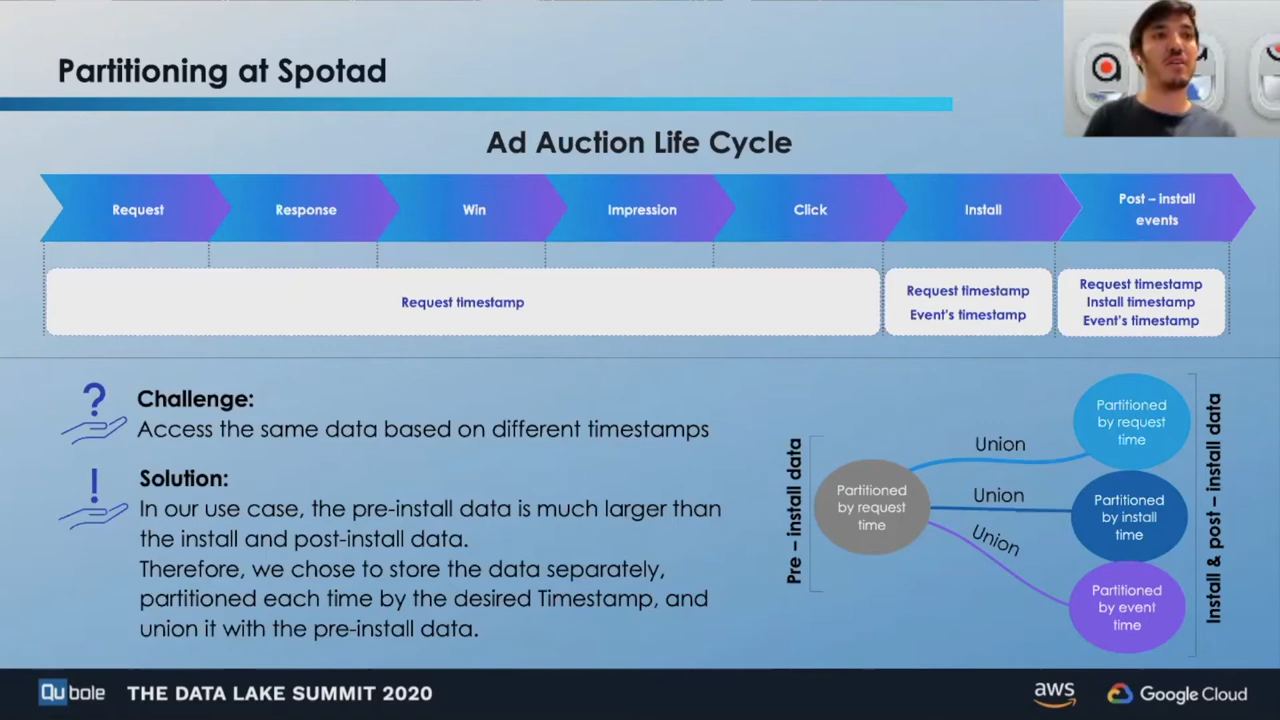 Partitioning at Spotad
Ad Auction Life Cycle
Request
Response
Win
Impression
Click
Install
Post – install
events
Request timestamp
Request timestamp
Event's timestamp
Request timestamp
Install timestamp
Event's timestamp
?
Challenge:
Access the same data based on different timestamps
!
Solution:
In our use case, the pre-install data is much larger than
the install and post-install data.
Therefore, we chose to store the data separately,
partitioned each time by the desired Timestamp, and
union it with the pre-install data.
Pre – install data
Partitioned
by request
time
Union
Union
Union
Partitioned
by request
time
Partitioned
by install
time
Partitioned
by event
time
Install & post – install data
Qubole
THE DATA LAKE SUMMIT 2020
aws
Google Cloud